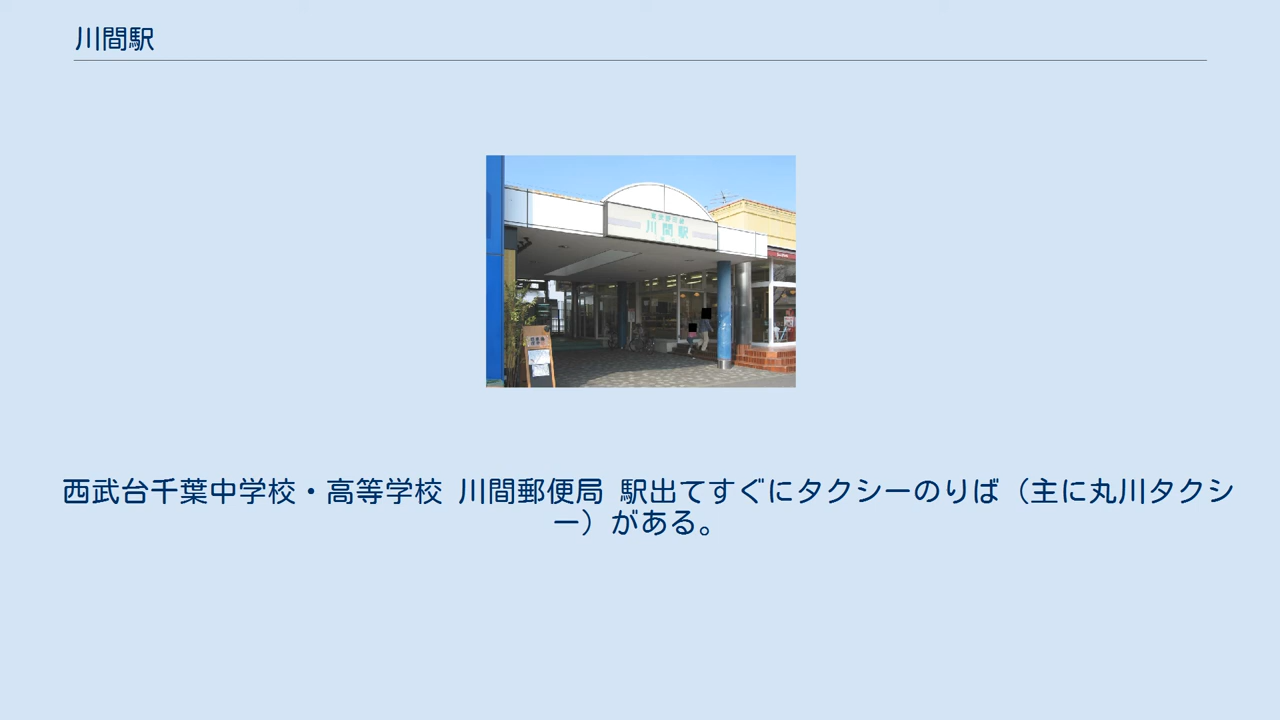 川間駅
川間駅
西武台千葉中学校・高等学校 川間郵便局 駅出てすぐにタクシーのりば（主に丸川タクシ
ー）がある。